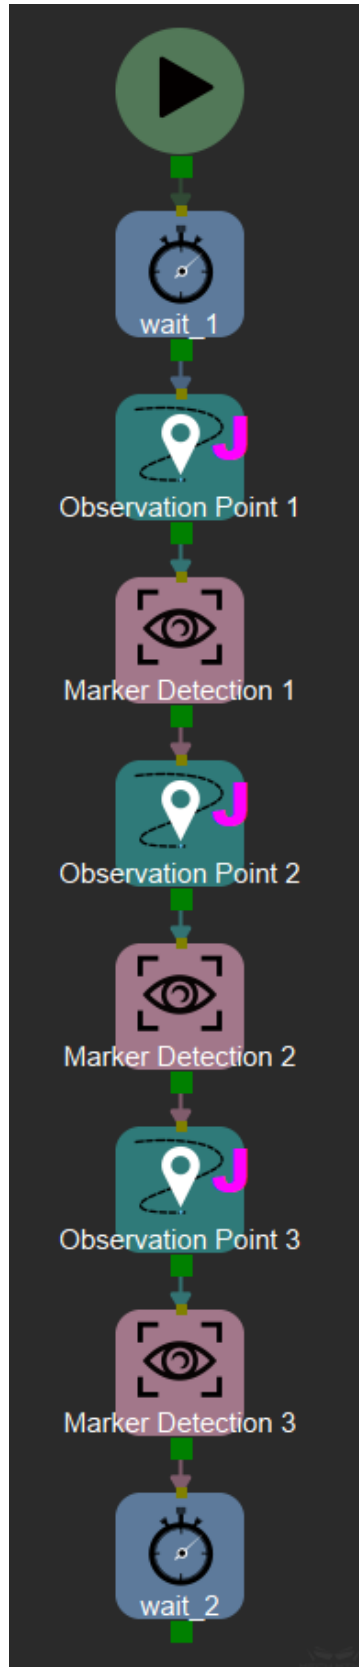 wait_1
J
Observation Point 1
Marker Detection 1
J
Observation Point 2
Marker Detection 2
J
Observation Point 3
Marker Detection 3
wait_2